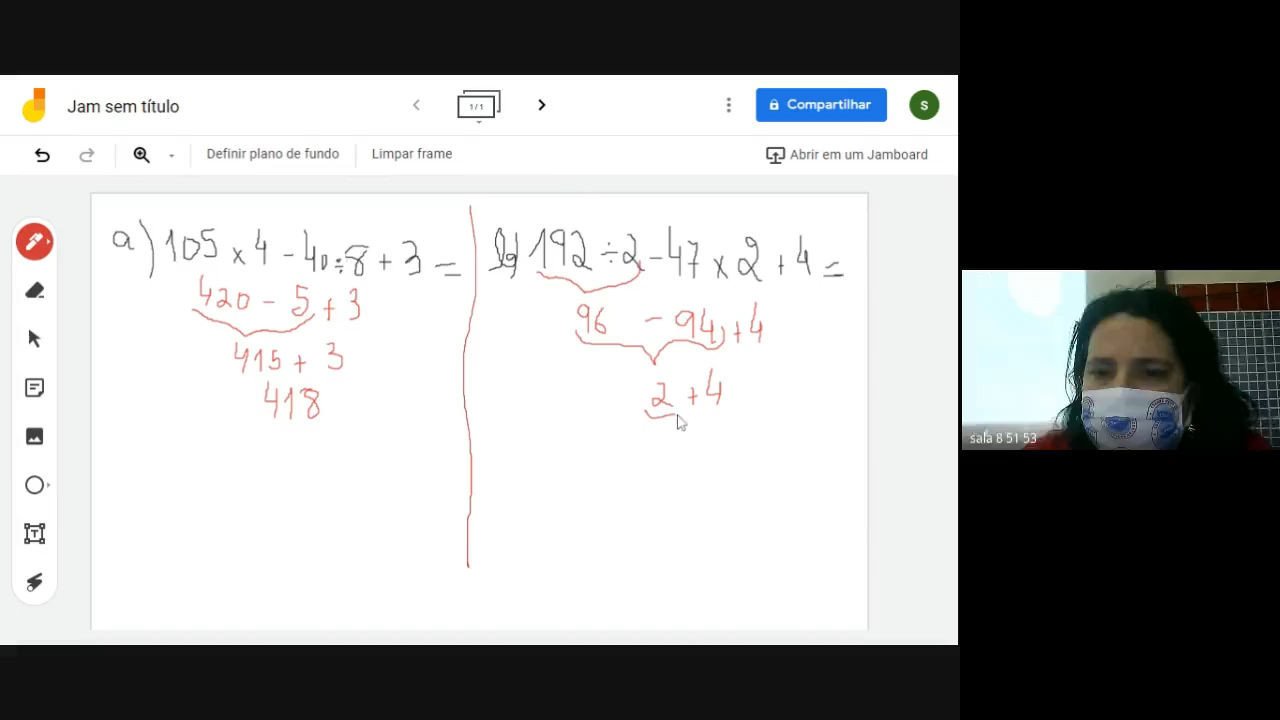 Jam sem título
1/1
Compartilhar
S
Definir plano de fundo
Limpar frame
Abrir em um Jamboard
a) 105 x 4 - 40 ÷ 8 + 3 =
420 - 5 + 3
415 + 3
418
b) 192 ÷ 2 - 47 x 2 + 4 =
96 - 94 + 4
2 + 4
sala 8 51 53